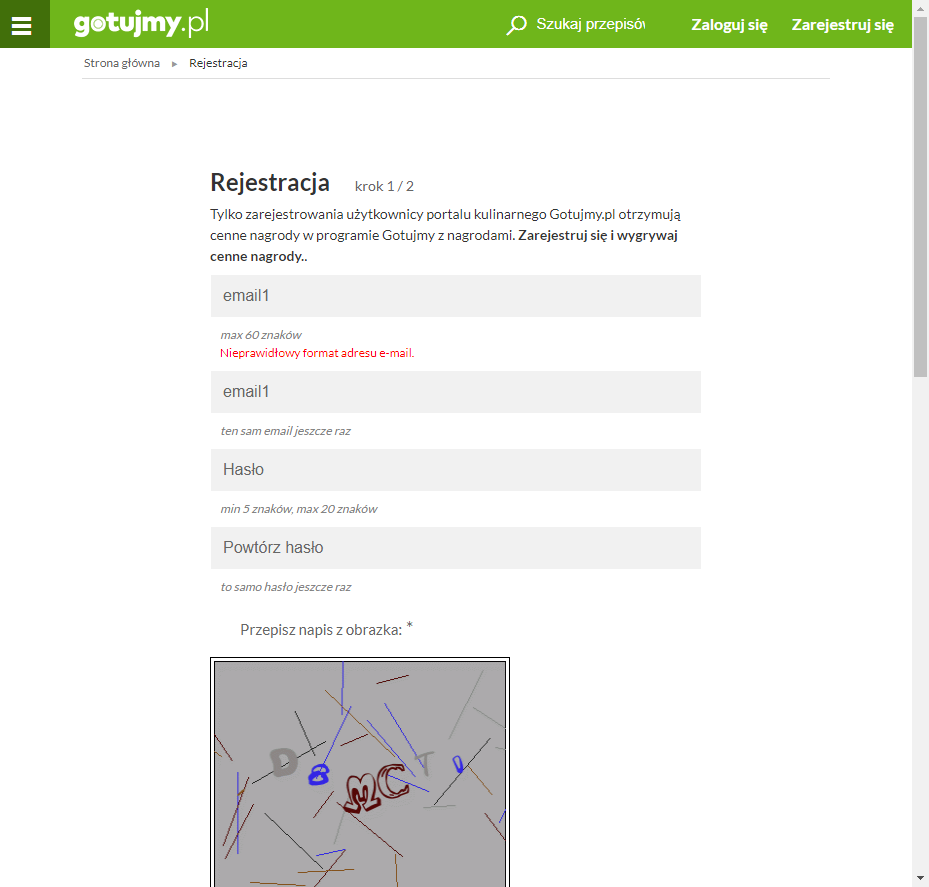 gotujmy.pl
Szukaj przepisóv
Zaloguj się
Zarejestruj się
Strona główna ▸ Rejestracja
Rejestracja krok 1 / 2
Tylko zarejestrowania użytkownicy portalu kulinarnego Gotujmy.pl otrzymują
cenne nagrody w programie Gotujmy z nagrodami. Zarejestruj się i wygrywaj
cenne nagrody..
email1
max 60 znaków
Nieprawidłowy format adresu e-mail.
email1
ten sam email jeszcze raz
Hasło
min 5 znaków, max 20 znaków
Powtórz hasło
to samo hasło jeszcze raz
Przepisz napis z obrazka: *